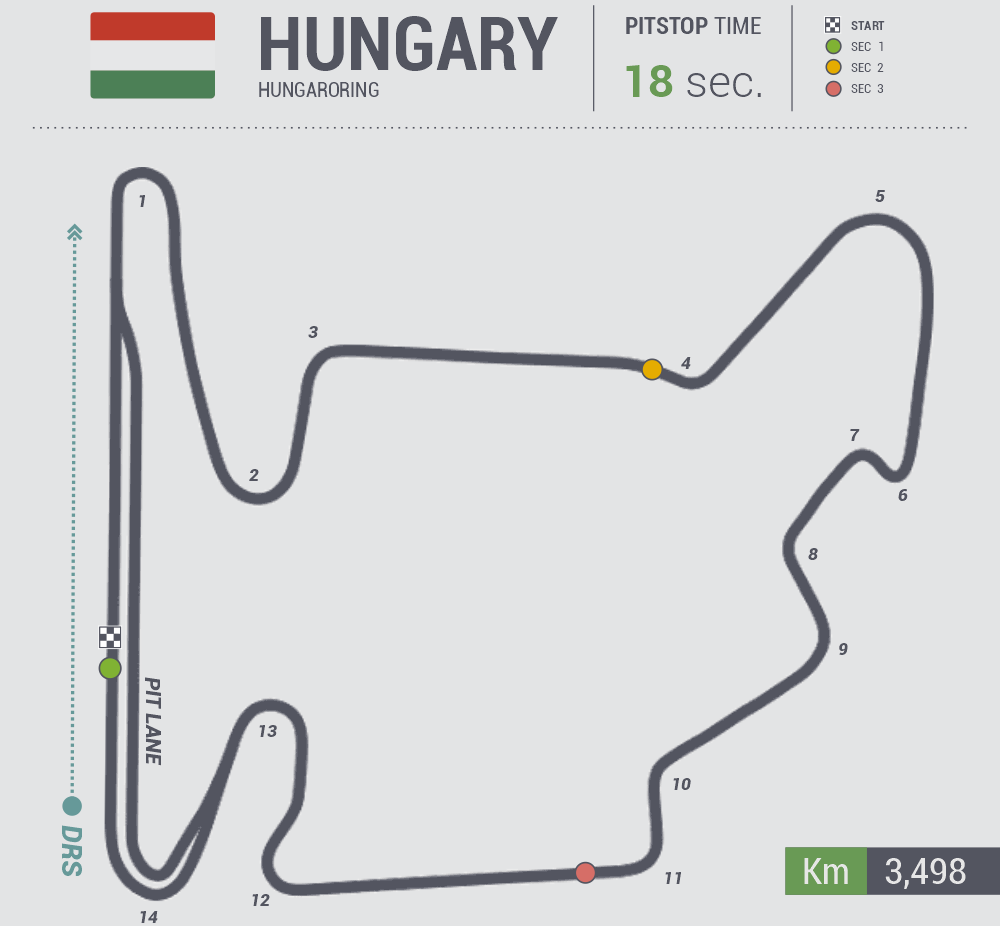 HUNGARY
HUNGARORING
PITSTOP TIME
18 sec.
START
SEC 1
SEC 2
SEC 3
1
2
3
4
5
6
7
8
9
10
11
12
13
14
PIT LANE
DRS
Km 3,498